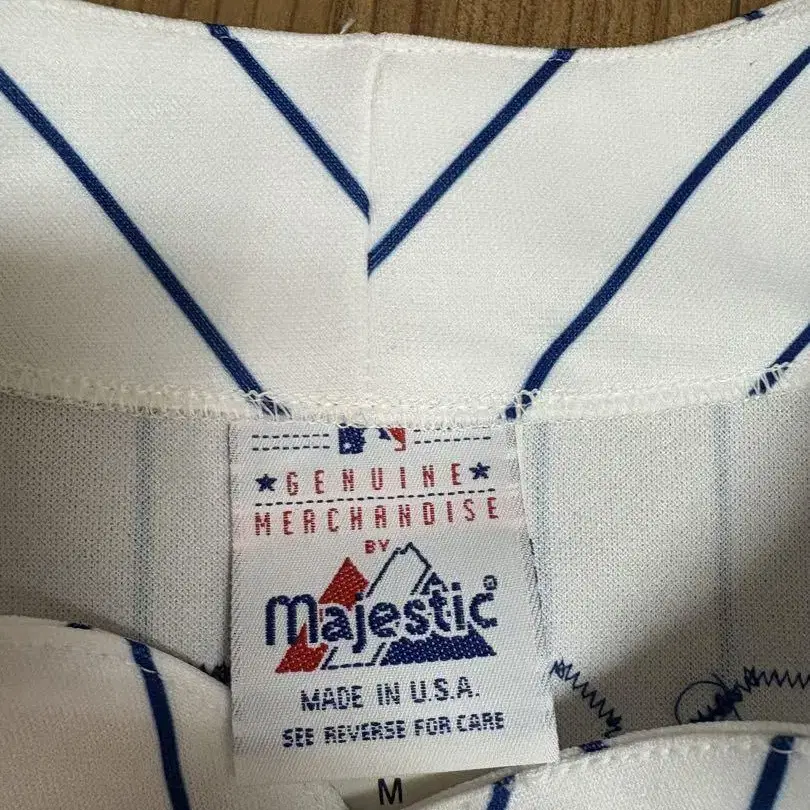 GENUINE
MERCHANDISE
BY
Majestic®
MADE IN U.S.A.
SEE REVERSE FOR CARE
M